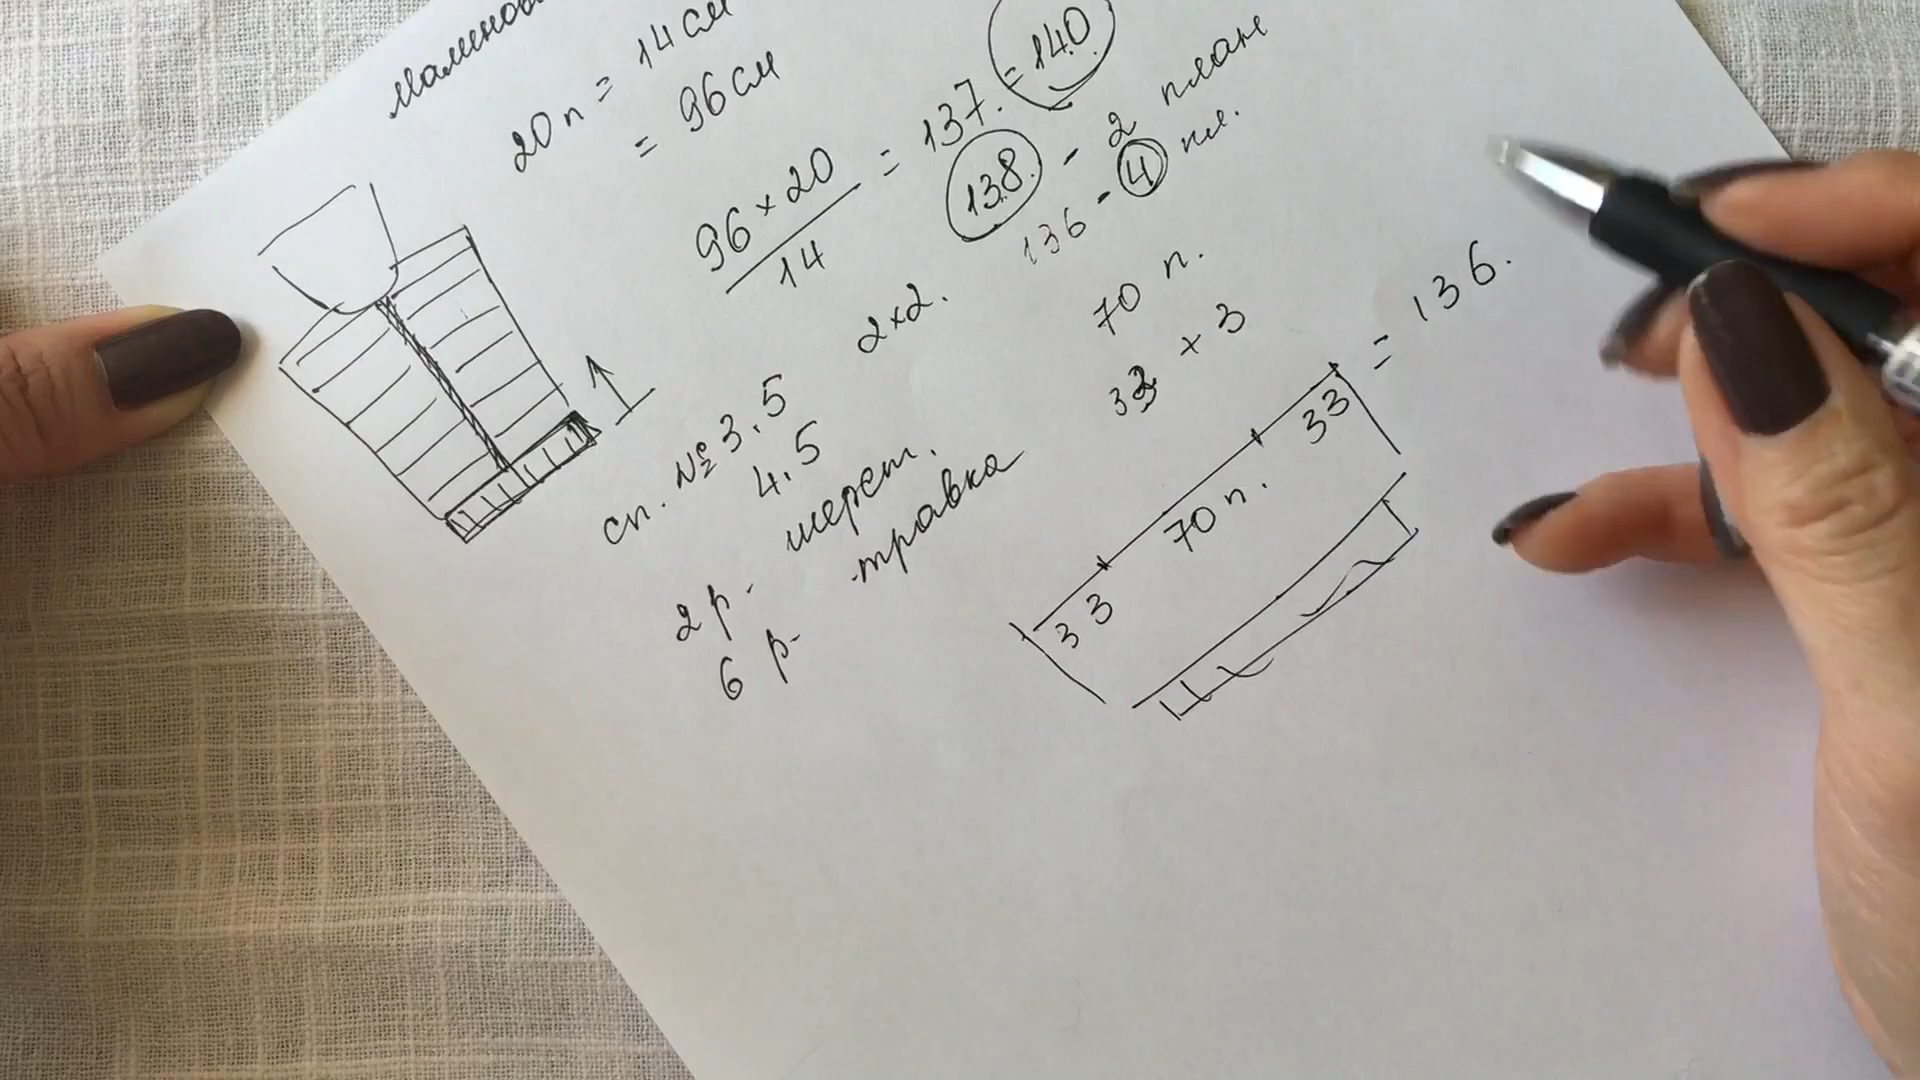 20 п = 14 см
= 96 см
96 × 20 / 14 = 137. = 140
138. - 2 план
136 - 4 пл.
2×2.
70 п.
33 + 3
сп. № 3,5
4,5
2 р - шерст.
6 р - травка
33 70 п. 33 = 136.